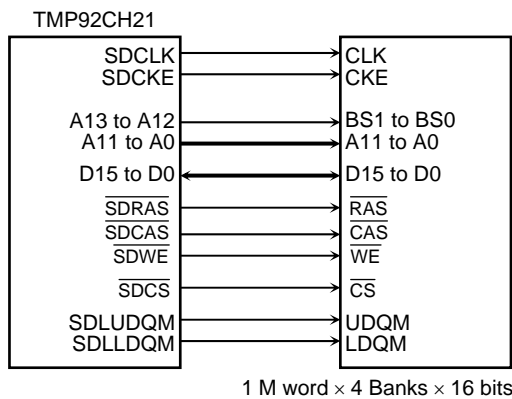 TMP92CH21
SDCLK CLK
SDCKE CKE
A13 to A12 BS1 to BS0
A11 to A0 A11 to A0
D15 to D0 D15 to D0
SDRAS RAS
SDCAS CAS
SDWE WE
SDCS CS
SDLUDQM UDQM
SDLLDQM LDQM
1 M word × 4 Banks × 16 bits